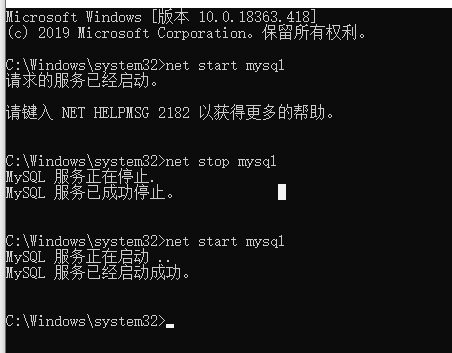 Microsoft Windows [版本 10.0.18363.418]
(c) 2019 Microsoft Corporation。保留所有权利。
C:\Windows\system32>net start mysql
请求的服务已经启动。
请键入 NET HELPMSG 2182 以获得更多的帮助。
C:\Windows\system32>net stop mysql
MySQL 服务正在停止.
MySQL 服务已成功停止。
C:\Windows\system32>net start mysql
MySQL 服务正在启动 ..
MySQL 服务已经启动成功。
C:\Windows\system32>